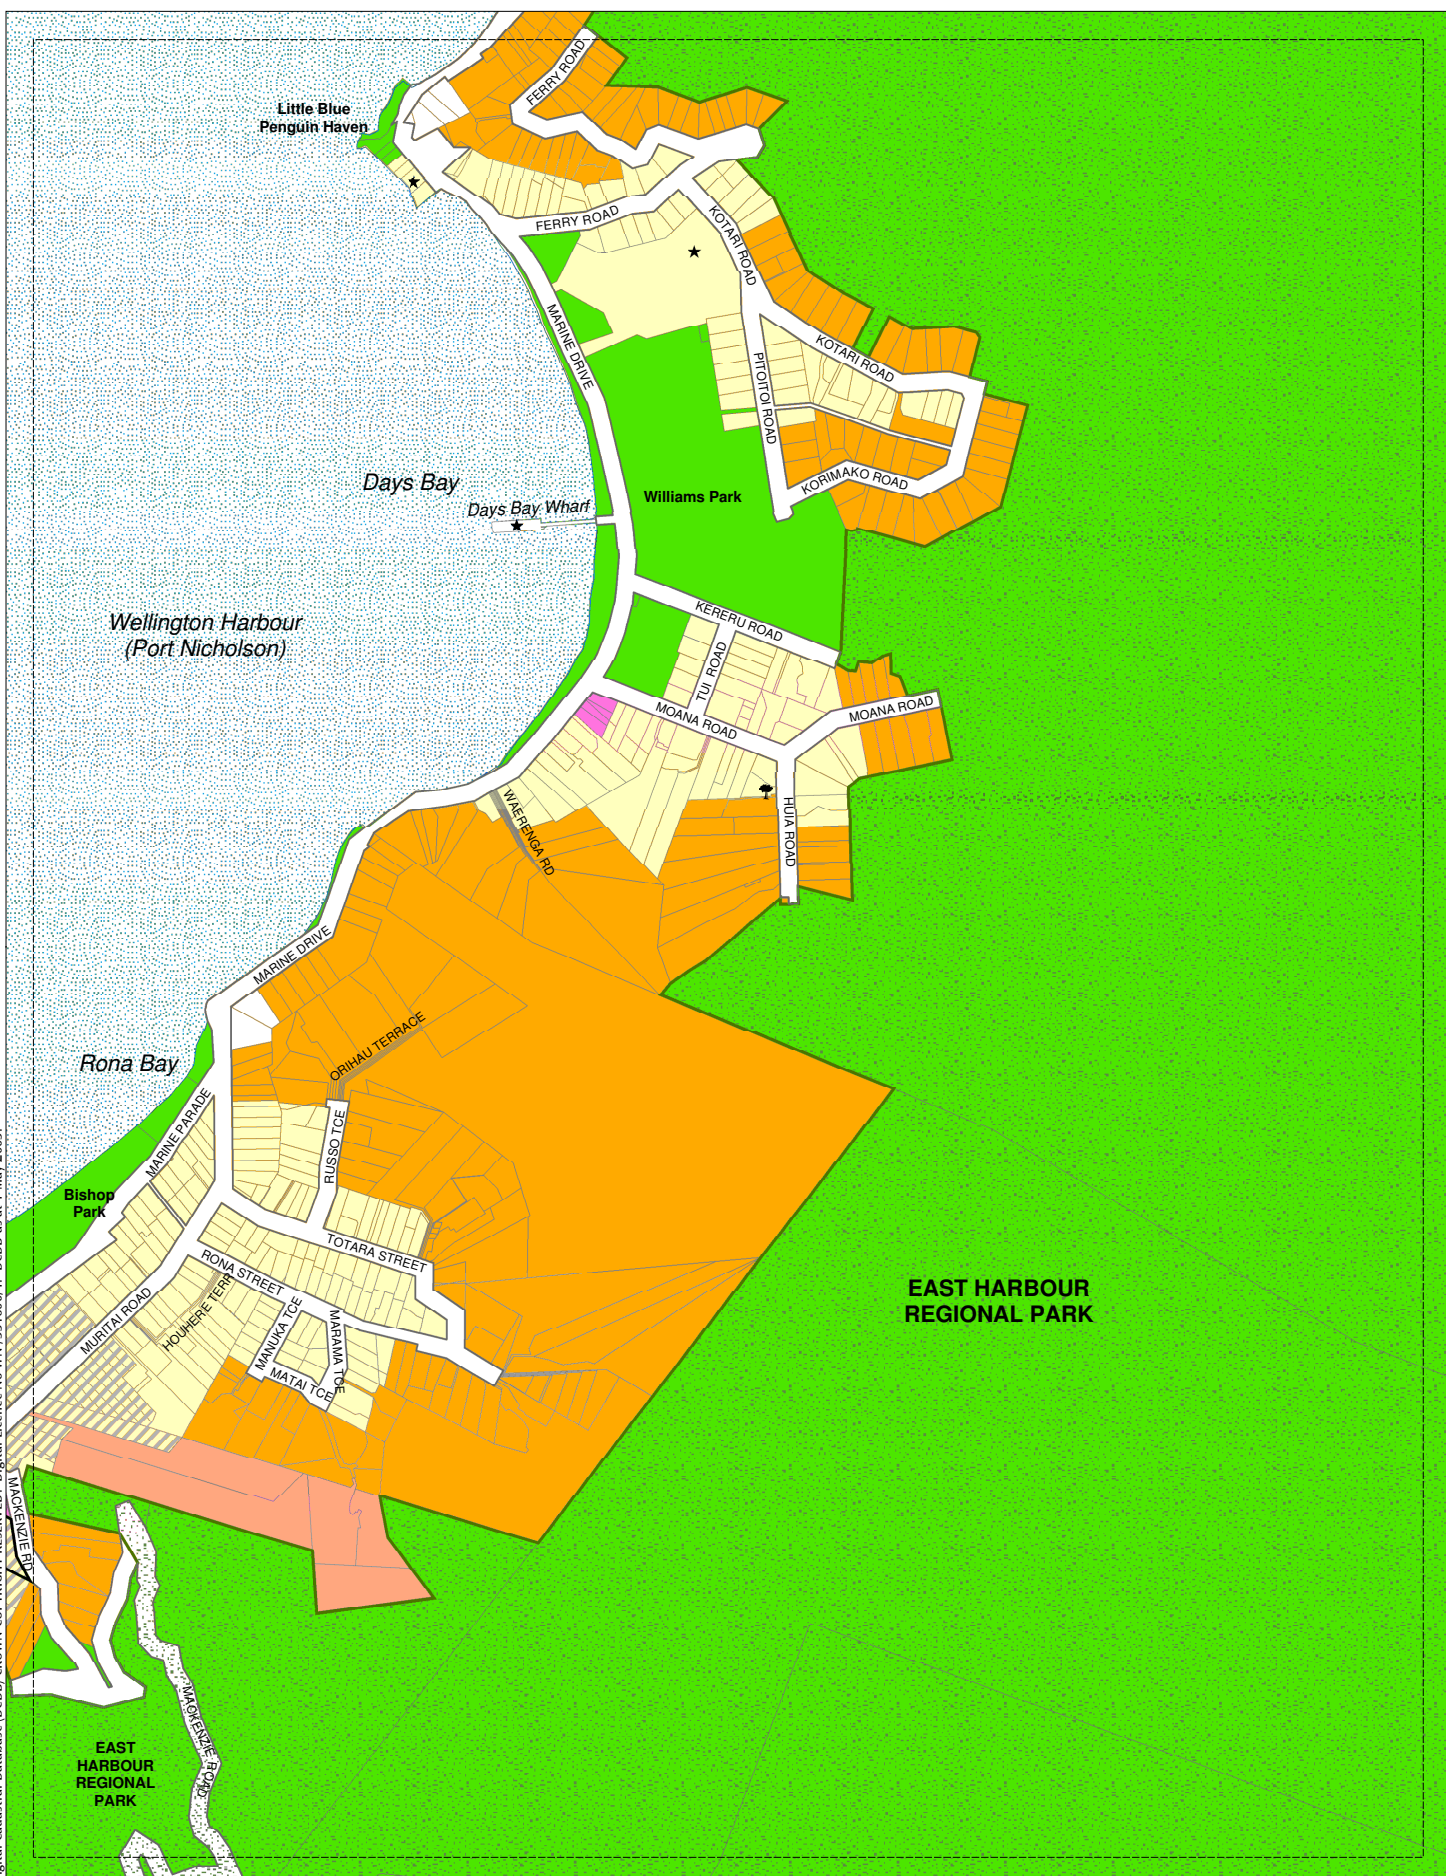 FERRY ROAD
Little Blue
Penguin Haven
FERRY ROAD
KOTARI ROAD
MARINE DRIVE
KOTARI ROAD
PITOITOI ROAD
Days Bay
KORIMAKO ROAD
Williams Park
Days Bay Wharf
KERERU ROAD
Wellington Harbour
(Port Nicholson)
TUI ROAD
MOANA ROAD
MOANA ROAD
WAERENGA RD
HUIA ROAD
MARINE DRIVE
ORIHAU TERRACE
Rona Bay
MARINE PARADE
RUSSO TCE
Bishop
Park
TOTARA STREET
RONA STREET
HOUHERE TERR
MURITAI ROAD
MANUKA TCE
MARAMA TCE
MATAI TCE
EAST HARBOUR
REGIONAL PARK
MACKENZIE RD
MACKENZIE ROAD
EAST
HARBOUR
REGIONAL
PARK